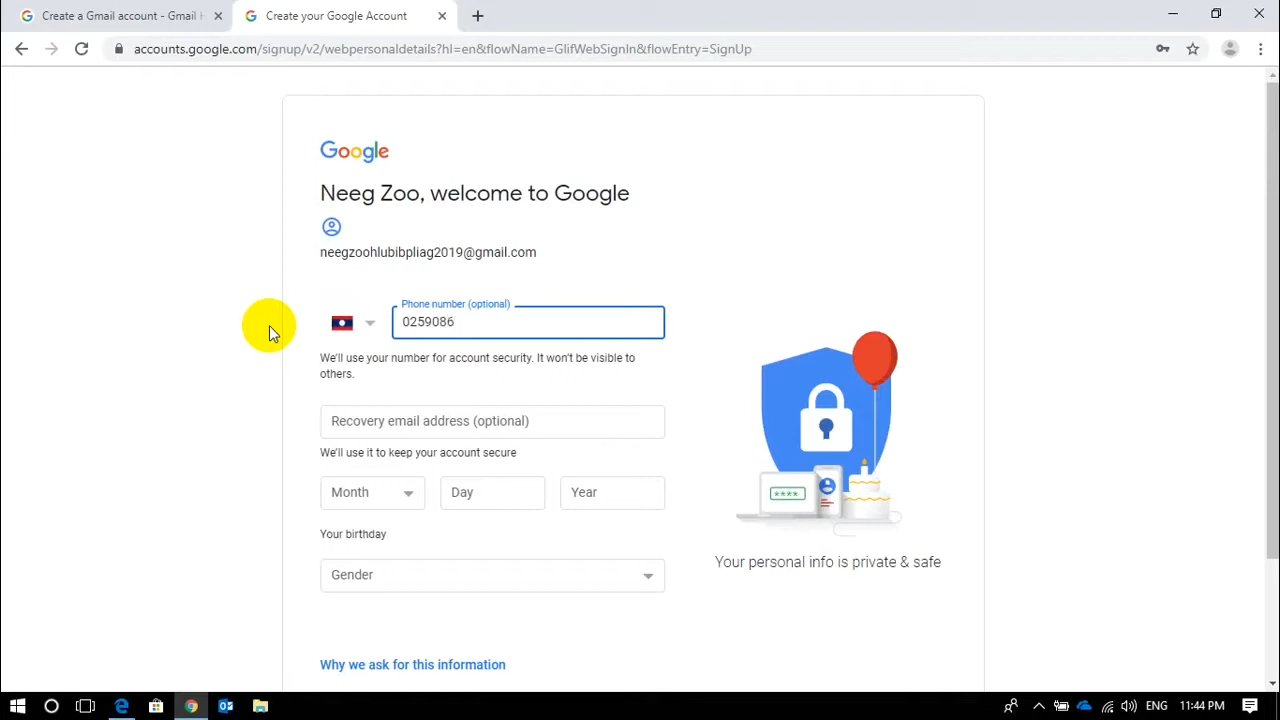 Create a Gmail account - Gmail H
Create your Google Account
accounts.google.com/signup/v2/webpersonaldetails?hl=en&flowName=GlifWebSignIn&flowEntry=SignUp
Google
Neeg Zoo, welcome to Google
neegzoohlubibpliag2019@gmail.com
Phone number (optional)
0259086
We'll use your number for account security. It won't be visible to
others.
Recovery email address (optional)
We'll use it to keep your account secure
Month Day Year
Your birthday
Gender
****
Your personal info is private & safe
Why we ask for this information
ENG 11:44 PM